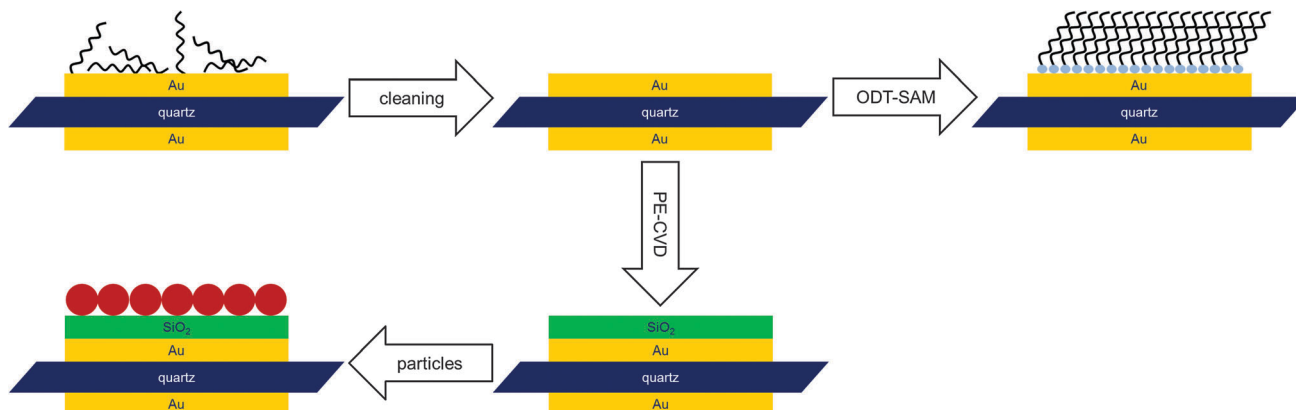 Au
quartz
Au
cleaning
Au
quartz
Au
ODT-SAM
Au
quartz
Au
PE-CVD
SiO₂
Au
quartz
Au
particles
SiO₂
Au
quartz
Au